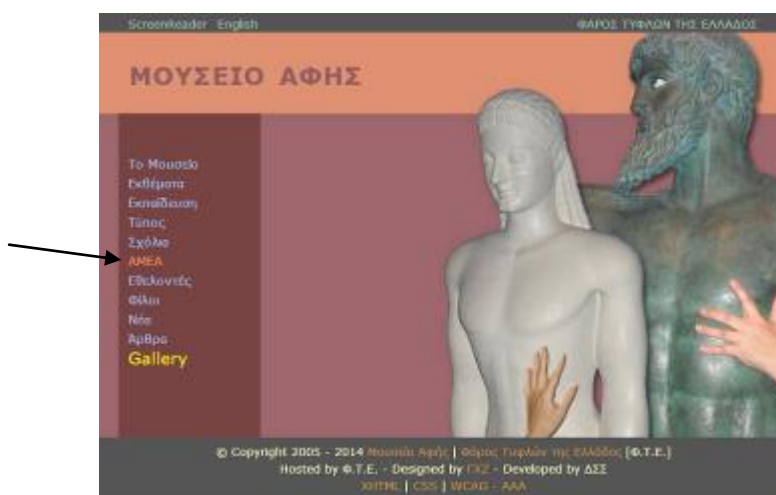 ScreenReader English ΦΑΡΟΣ ΤΥΦΛΩΝ ΤΗΣ ΕΛΛΑΔΟΣ
ΜΟΥΣΕΙΟ ΑΦΗΣ
Το Μουσείο
Εκθέματα
Εκπαίδευση
Τύπος
Σχόλια
ΑΜΕΑ
Εθελοντές
Φίλοι
Νέα
Άρθρα
Gallery
© Copyright 2005 - 2014 Μουσείο Αφής | Φάρος Τυφλών της Ελλάδος [Φ.Τ.Ε.]
Hosted by Φ.Τ.Ε. - Designed by ΓΧΖ - Developed by ΔΣΣ
XHTML | CSS | WCAG - AAA